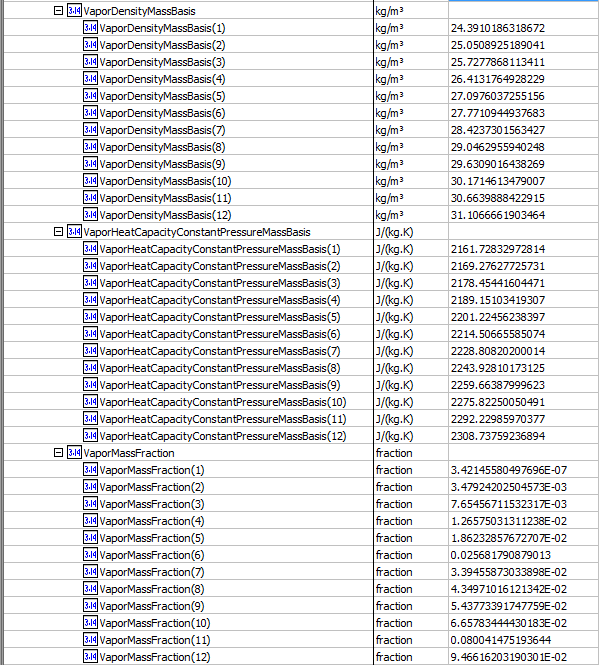 VaporDensityMassBasis kg/m³
VaporDensityMassBasis(1) kg/m³ 24.3910186318672
VaporDensityMassBasis(2) kg/m³ 25.0508925189041
VaporDensityMassBasis(3) kg/m³ 25.7277868113411
VaporDensityMassBasis(4) kg/m³ 26.4131764928229
VaporDensityMassBasis(5) kg/m³ 27.0976037255156
VaporDensityMassBasis(6) kg/m³ 27.7710944937683
VaporDensityMassBasis(7) kg/m³ 28.4237301563427
VaporDensityMassBasis(8) kg/m³ 29.0462955940248
VaporDensityMassBasis(9) kg/m³ 29.6309016438269
VaporDensityMassBasis(10) kg/m³ 30.1714613479007
VaporDensityMassBasis(11) kg/m³ 30.6639888422915
VaporDensityMassBasis(12) kg/m³ 31.1066661903464
VaporHeatCapacityConstantPressureMassBasis J/(kg.K)
VaporHeatCapacityConstantPressureMassBasis(1) J/(kg.K) 2161.72832972814
VaporHeatCapacityConstantPressureMassBasis(2) J/(kg.K) 2169.27627725731
VaporHeatCapacityConstantPressureMassBasis(3) J/(kg.K) 2178.45441604471
VaporHeatCapacityConstantPressureMassBasis(4) J/(kg.K) 2189.15103419307
VaporHeatCapacityConstantPressureMassBasis(5) J/(kg.K) 2201.22456238397
VaporHeatCapacityConstantPressureMassBasis(6) J/(kg.K) 2214.50665585074
VaporHeatCapacityConstantPressureMassBasis(7) J/(kg.K) 2228.80820200014
VaporHeatCapacityConstantPressureMassBasis(8) J/(kg.K) 2243.92810173125
VaporHeatCapacityConstantPressureMassBasis(9) J/(kg.K) 2259.66387999623
VaporHeatCapacityConstantPressureMassBasis(10) J/(kg.K) 2275.82250050491
VaporHeatCapacityConstantPressureMassBasis(11) J/(kg.K) 2292.22985970377
VaporHeatCapacityConstantPressureMassBasis(12) J/(kg.K) 2308.73759236894
VaporMassFraction fraction
VaporMassFraction(1) fraction 3.42145580497696E-07
VaporMassFraction(2) fraction 3.47924202504573E-03
VaporMassFraction(3) fraction 7.65456711532317E-03
VaporMassFraction(4) fraction 1.26575031311238E-02
VaporMassFraction(5) fraction 1.86232857672707E-02
VaporMassFraction(6) fraction 0.025681790879013
VaporMassFraction(7) fraction 3.39455873033898E-02
VaporMassFraction(8) fraction 4.34971016121342E-02
VaporMassFraction(9) fraction 5.43773391747759E-02
VaporMassFraction(10) fraction 6.65783444430183E-02
VaporMassFraction(11) fraction 0.080041475193644
VaporMassFraction(12) fraction 9.46616203190301E-02